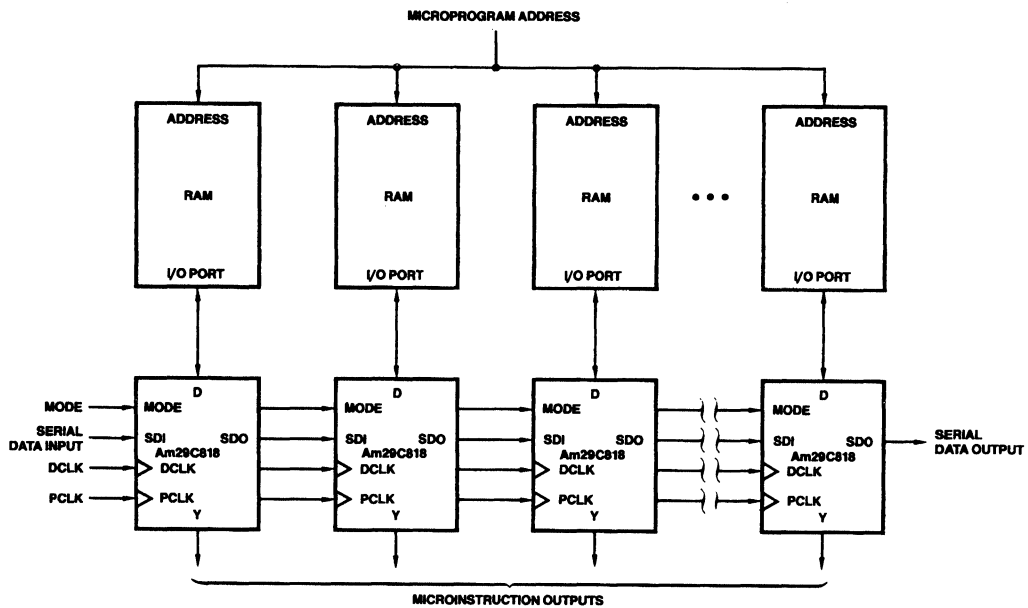 MICROPROGRAM ADDRESS
ADDRESS
RAM
I/O PORT
ADDRESS
RAM
I/O PORT
ADDRESS
RAM
I/O PORT
• • •
ADDRESS
RAM
I/O PORT
MODE
SERIAL
DATA INPUT
DCLK
PCLK
D
MODE
SDI SDO
Am29C818
DCLK
PCLK
Y
D
MODE
SDI SDO
Am29C818
DCLK
PCLK
Y
D
MODE
SDI SDO
Am29C818
DCLK
PCLK
Y
D
MODE
SDI SDO
Am29C818
DCLK
PCLK
Y
SERIAL
DATA OUTPUT
MICROINSTRUCTION OUTPUTS